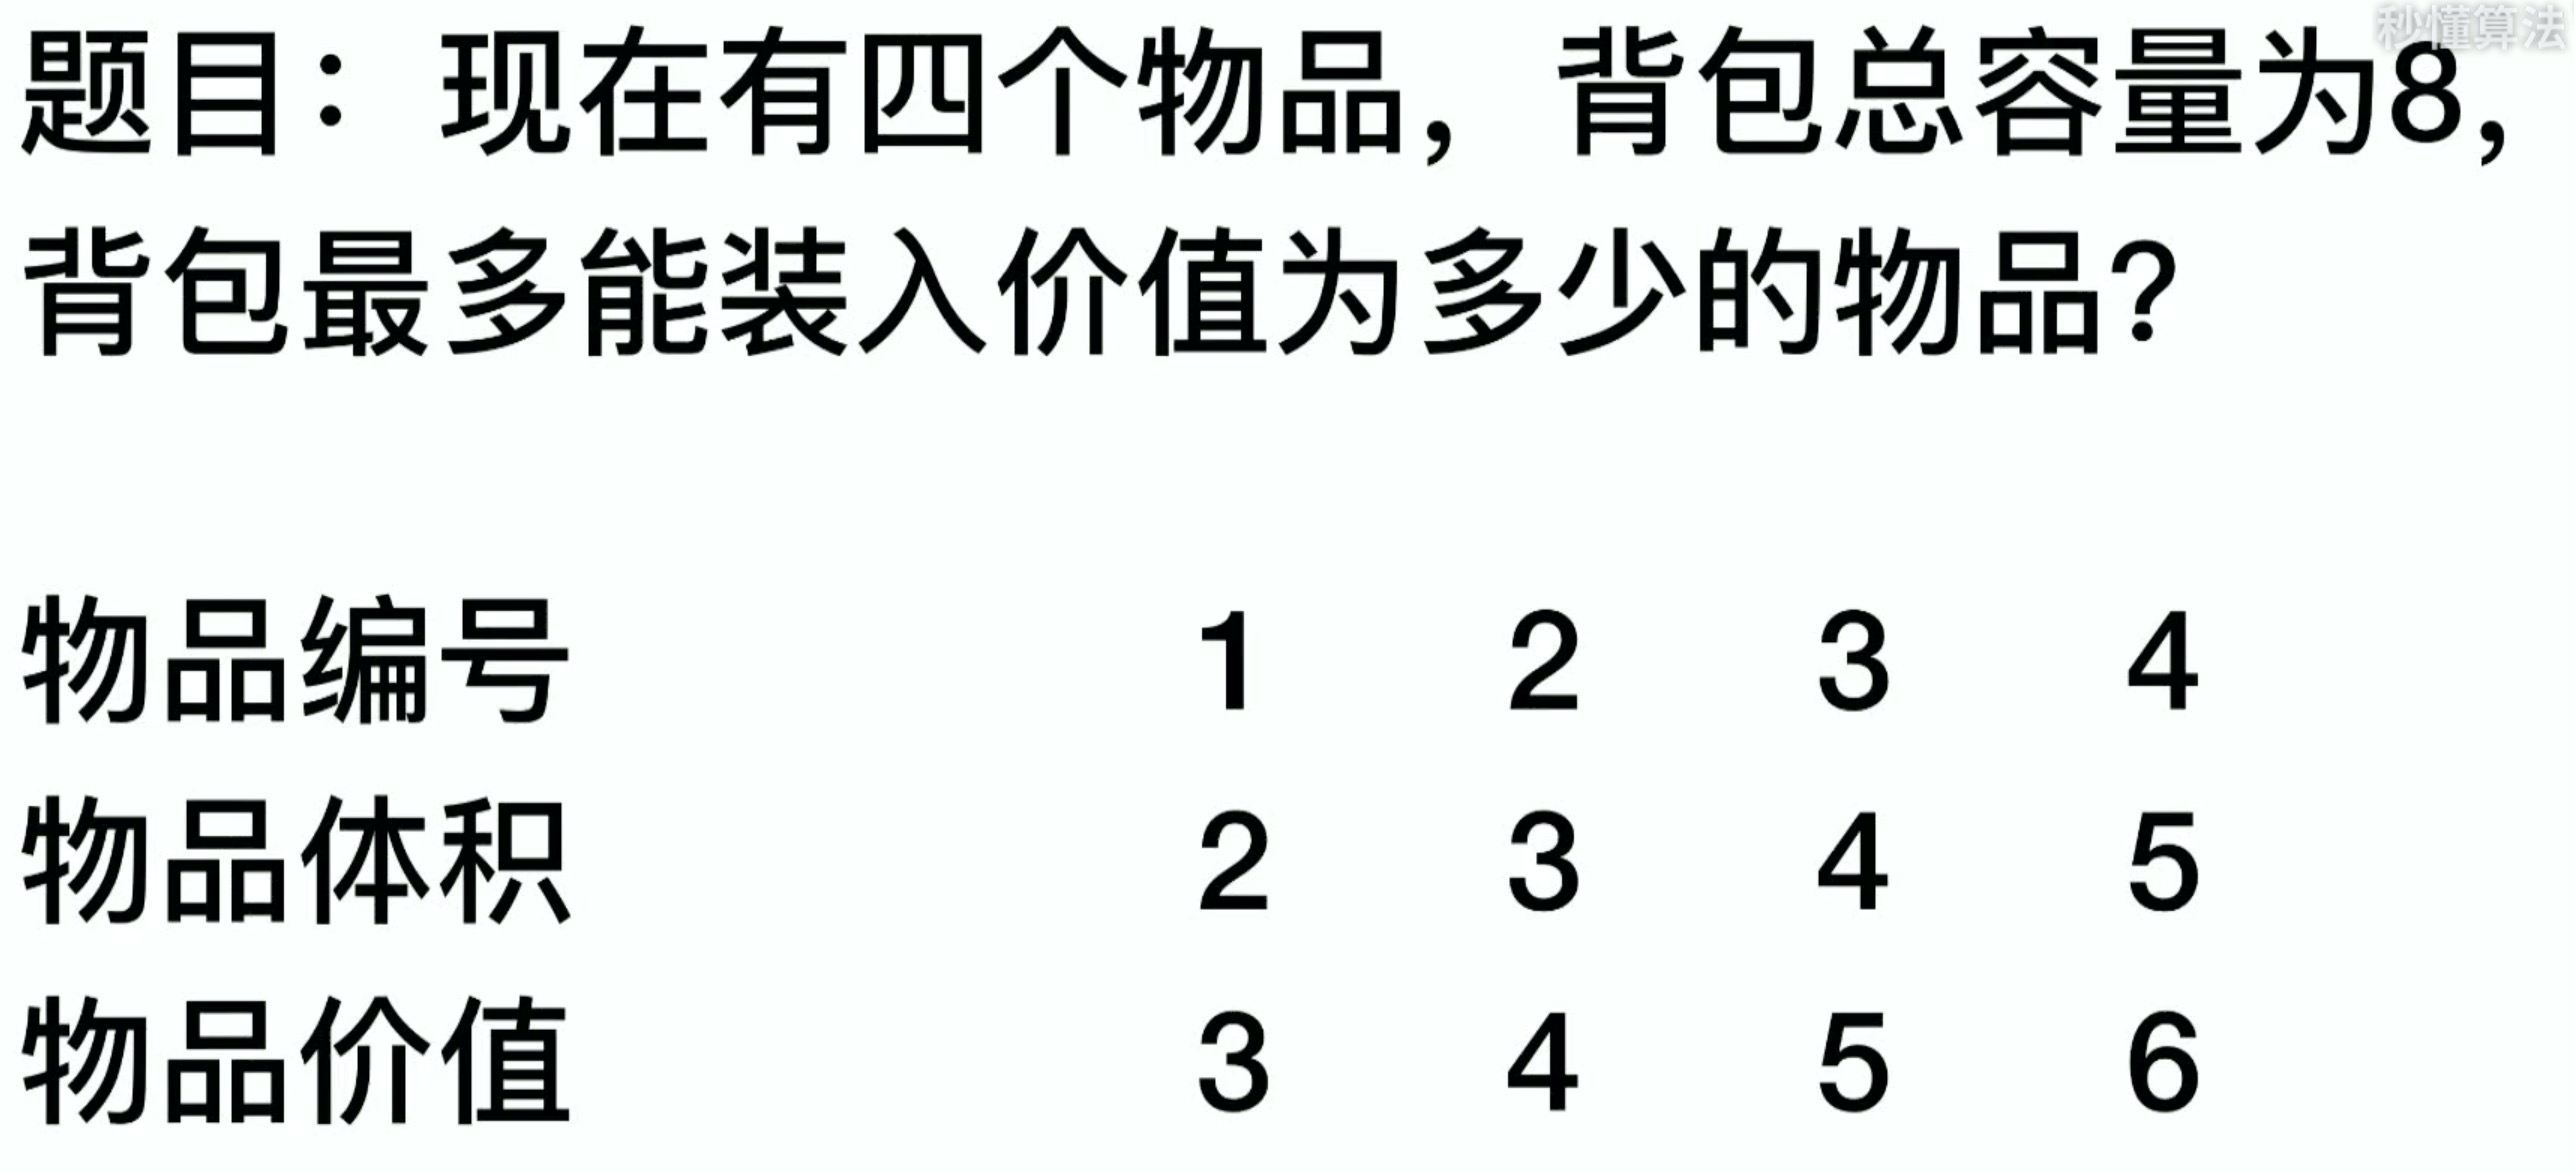 秒懂算法
题目：现在有四个物品，背包总容量为8，
背包最多能装入价值为多少的物品？
物品编号 1 2 3 4
物品体积 2 3 4 5
物品价值 3 4 5 6